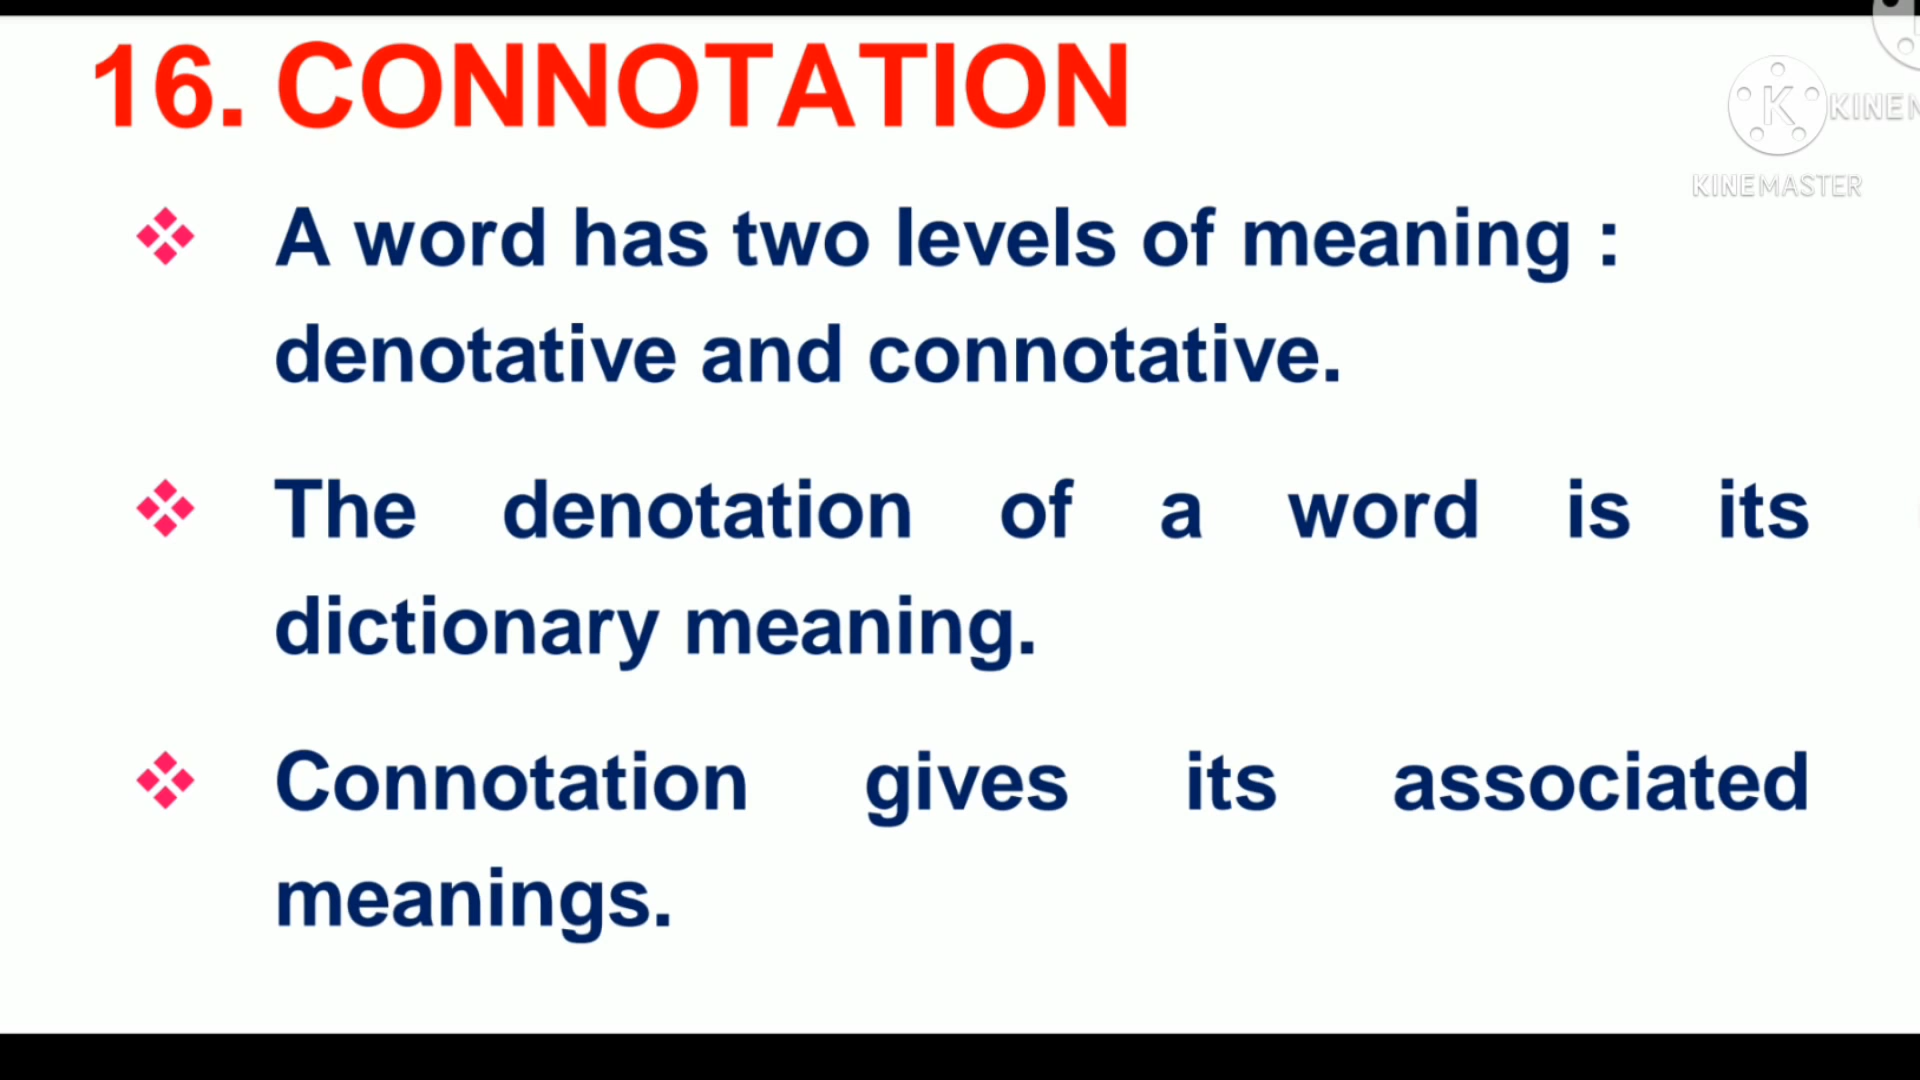 16. CONNOTATION
KINEM
KINEMASTER
❖ A word has two levels of meaning :
denotative and connotative.
❖ The denotation of a word is its
dictionary meaning.
❖ Connotation gives its associated
meanings.